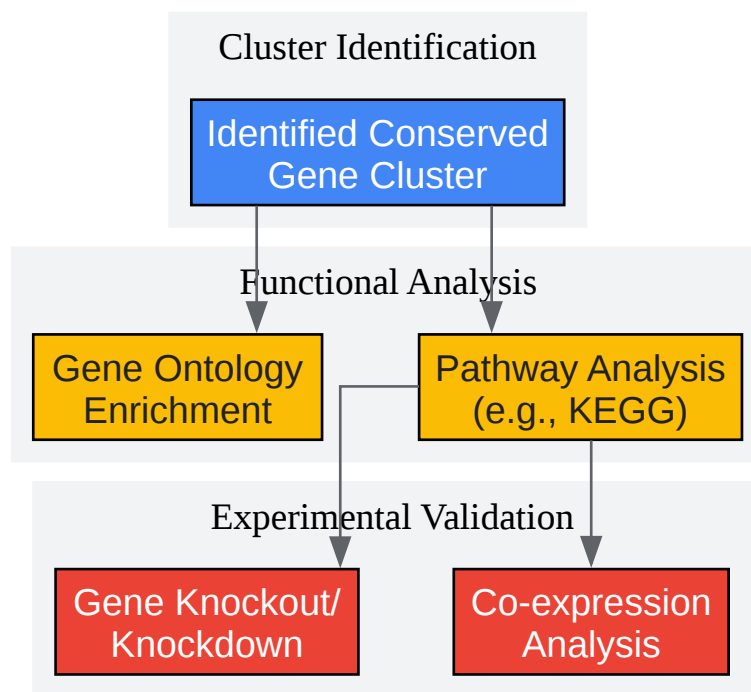 Cluster Identification
Identified Conserved
Gene Cluster
Functional Analysis
Gene Ontology
Enrichment
Pathway Analysis
(e.g., KEGG)
Experimental Validation
Gene Knockout/
Knockdown
Co-expression
Analysis